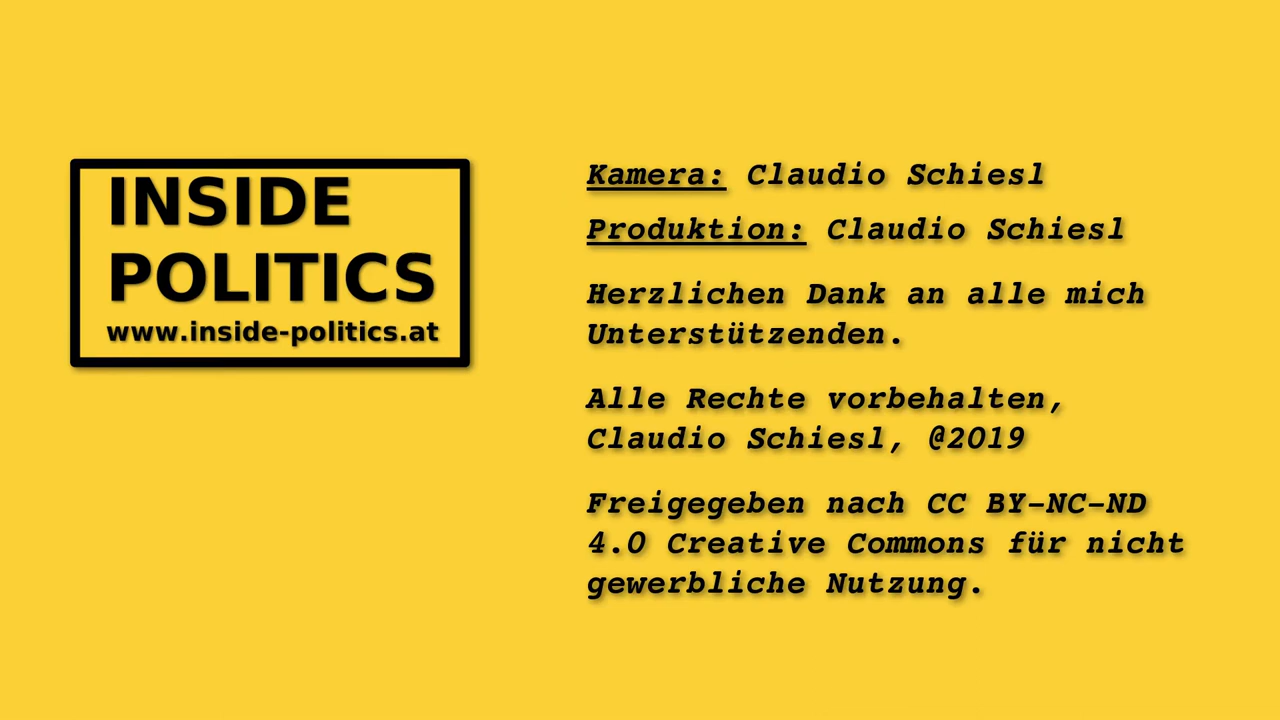 INSIDE
POLITICS
www.inside-politics.at
Kamera: Claudio Schiesl
Produktion: Claudio Schiesl
Herzlichen Dank an alle mich
Unterstützenden.
Alle Rechte vorbehalten,
Claudio Schiesl, @2019
Freigegeben nach CC BY-NC-ND
4.0 Creative Commons für nicht
gewerbliche Nutzung.